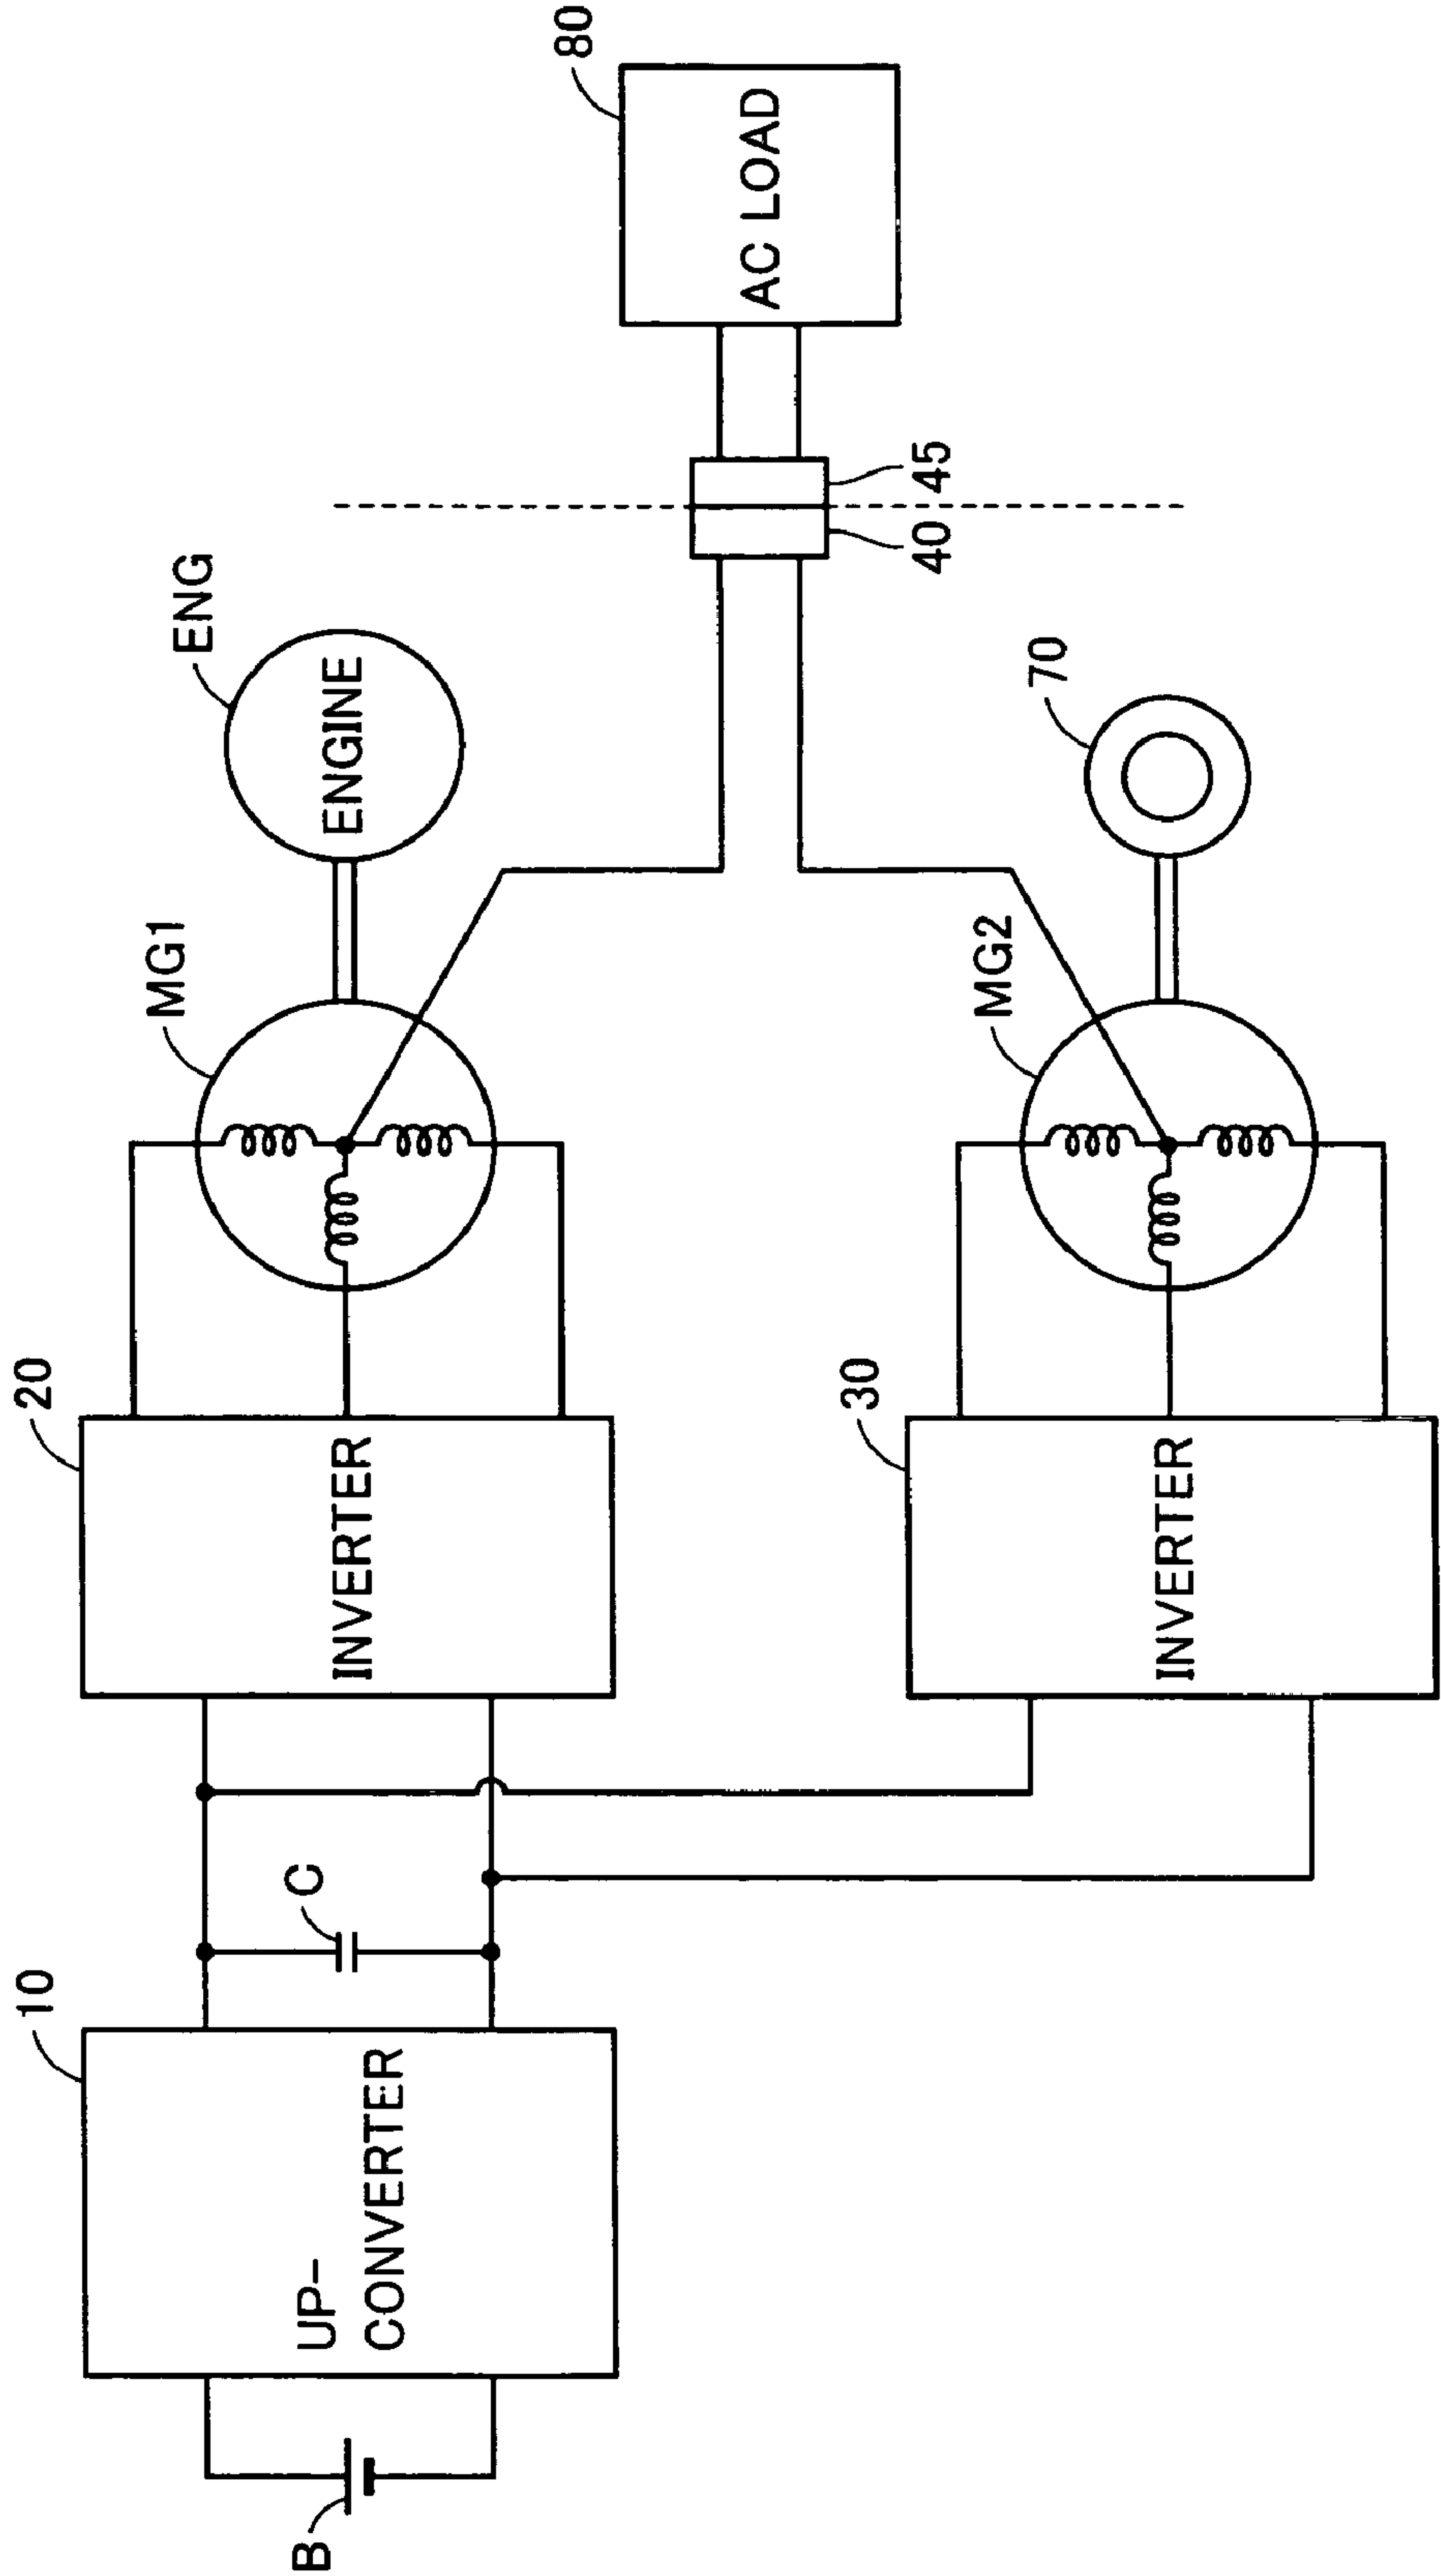 B
10
UP-
CONVERTER
C
20
INVERTER
MG1
ENG
ENGINE
30
INVERTER
MG2
70
40
45
80
AC LOAD